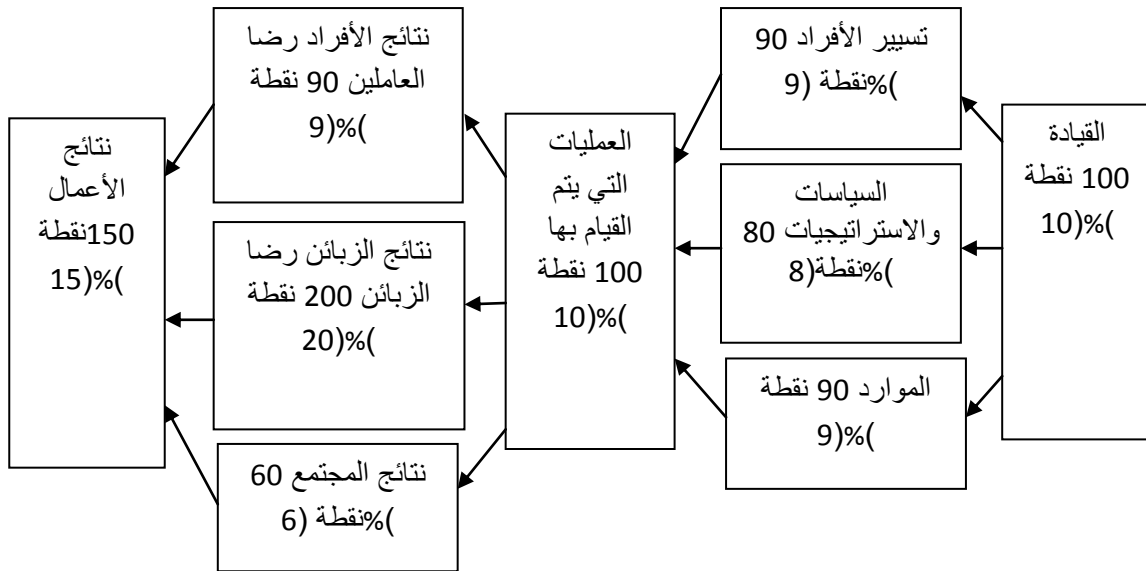 القيادة
100 نقطة
)%(10
تسيير الأفراد 90
)%نقطة (9
السياسات
والاستراتيجيات 80
)%نقطة(8
الموارد 90 نقطة
)%(9
العمليات
التي يتم
القيام بها
100 نقطة
)%(10
نتائج الأفراد رضا
العاملين 90 نقطة
)%(9
نتائج الزبائن رضا
الزبائن 200 نقطة
)%(20
نتائج المجتمع 60
)%نقطة (6
نتائج
الأعمال
150نقطة
)%(15